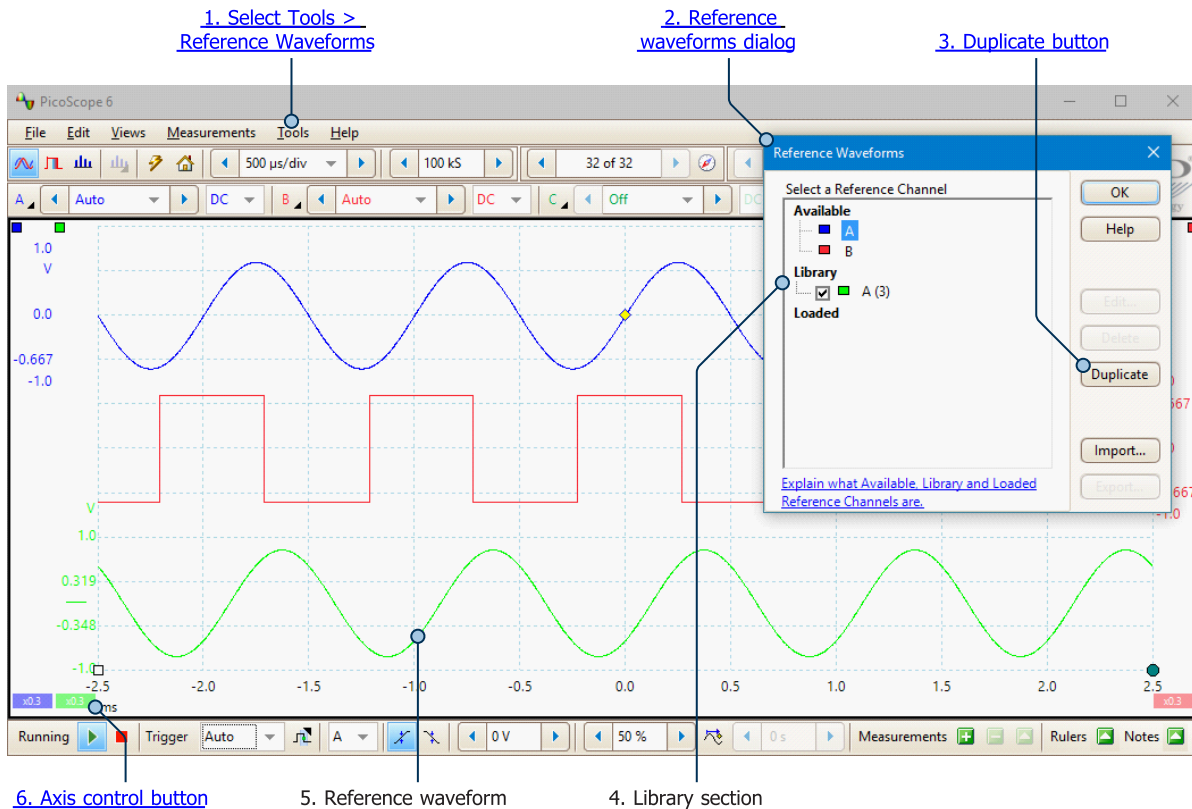 1. Select Tools >
Reference Waveforms
2. Reference
waveforms dialog
3. Duplicate button
PicoScope 6
File Edit Views Measurements Tools Help
500 µs/div 100 kS 32 of 32
A Auto DC B Auto DC C Off DC
Reference Waveforms
Select a Reference Channel
Available
A
B
Library
A (3)
Loaded
Explain what Available, Library and Loaded
Reference Channels are.
OK
Help
Edit...
Delete
Duplicate
Import...
Export...
1.0
V
0.0
-0.667
-1.0
V
1.0
0.319
-0.348
-1.0
-1.0
-2.5 -2.0 -1.5 -1.0 -0.5 0.0 0.5 1.0 1.5 2.0 2.5
x0.3 x0.3 ms x0.3
Running Trigger Auto A 0 V 50 % 0 s Measurements Rulers Notes
6. Axis control button 5. Reference waveform 4. Library section